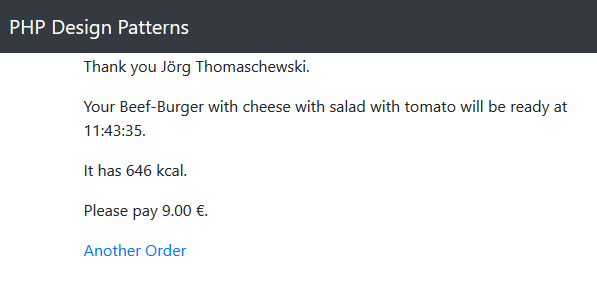 PHP Design Patterns
Thank you Jörg Thomaschewski.
Your Beef-Burger with cheese with salad with tomato will be ready at
11:43:35.
It has 646 kcal.
Please pay 9.00 €.
Another Order